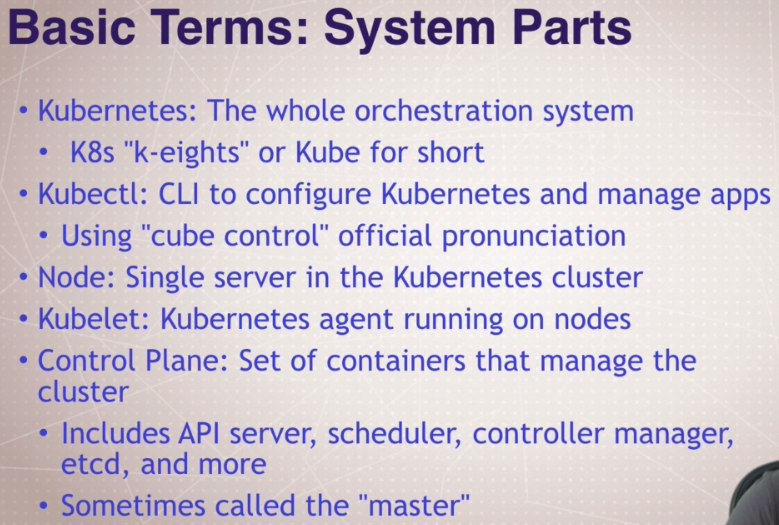 Basic Terms: System Parts
• Kubernetes: The whole orchestration system
• K8s "k-eights" or Kube for short
• Kubectl: CLI to configure Kubernetes and manage apps
• Using "cube control" official pronunciation
• Node: Single server in the Kubernetes cluster
• Kubelet: Kubernetes agent running on nodes
• Control Plane: Set of containers that manage the
cluster
• Includes API server, scheduler, controller manager,
etcd, and more
• Sometimes called the "master"